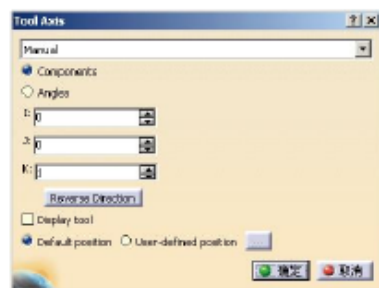 Tool Axis
Manual
Components
Angles
I: 0
J: 0
K: 1
Reverse Direction
Display tool
Default position User-defined position
确定 取消